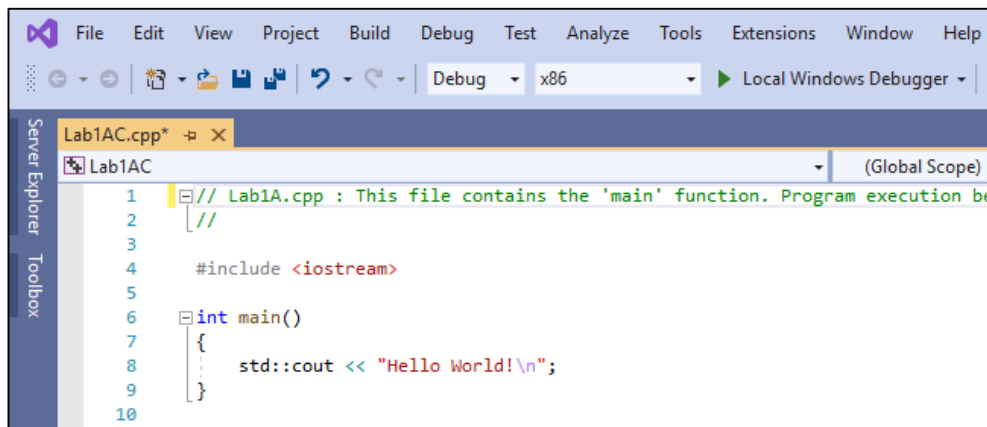 File Edit View Project Build Debug Test Analyze Tools Extensions Window Help
Debug x86 Local Windows Debugger
Server Explorer
Toolbox
Lab1AC.cpp*
Lab1AC (Global Scope)
1 // Lab1A.cpp : This file contains the 'main' function. Program execution be
2 //
3
4 #include <iostream>
5
6 int main()
7 {
8 std::cout << "Hello World!\n";
9 }
10